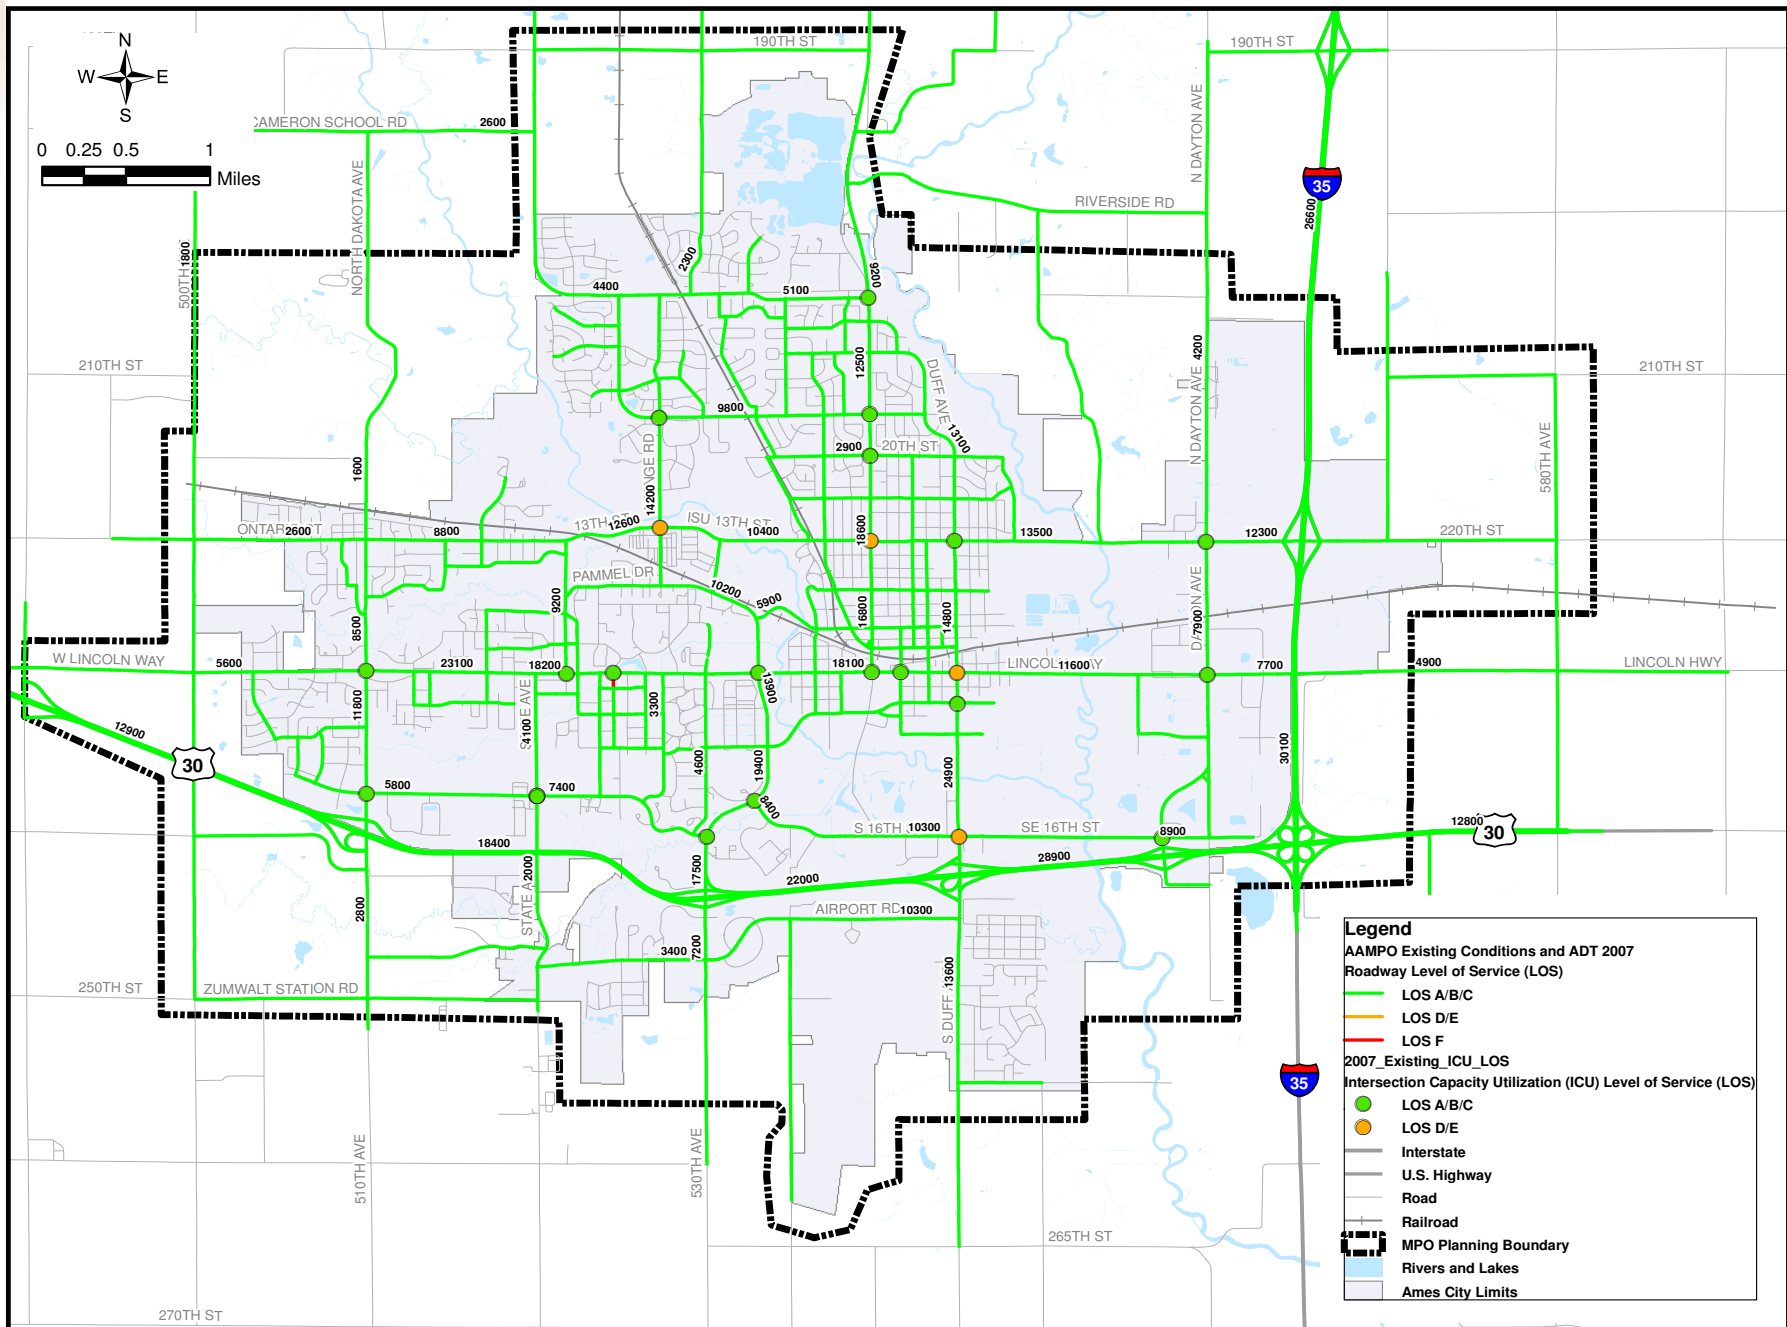 N
W E
S
0 0.25 0.5 1
Miles
190TH ST
190TH ST
CAMERON SCHOOL RD
2600
NORTH DAKOTA AVE
N DAYTON AVE
35
26600
RIVERSIDE RD
500TH
1800
2300
9200
4400
5100
210TH ST
12500
DUFF AVE
4200
N DAYTON AVE
210TH ST
9800
13100
2900
20TH ST
580TH AVE
1600
14200
NGE RD
ONTAR
2600
8800
13TH ST
12600
ISU 13TH ST
10400
18600
13500
12300
220TH ST
PAMMEL DR
10200
5900
9200
8500
16800
14800
7900
W LINCOLN WAY
5600
23100
18200
18100
LINCOL
11600
7700
4900
LINCOLN HWY
13900
11800
3300
4100
E AVE
12900
30
4600
19400
24900
30100
5800
7400
8400
S 16TH
10300
SE 16TH ST
8900
12800
30
18400
28900
17500
22000
2000
STATE A
2800
AIRPORT RD
10300
7200
3400
13600
S DUFF
250TH ST
ZUMWALT STATION RD
35
510TH AVE
530TH AVE
265TH ST
270TH ST
Legend
AAMPO Existing Conditions and ADT 2007
Roadway Level of Service (LOS)
LOS A/B/C
LOS D/E
LOS F
2007_Existing_ICU_LOS
Intersection Capacity Utilization (ICU) Level of Service (LOS)
LOS A/B/C
LOS D/E
Interstate
U.S. Highway
Road
Railroad
MPO Planning Boundary
Rivers and Lakes
Ames City Limits